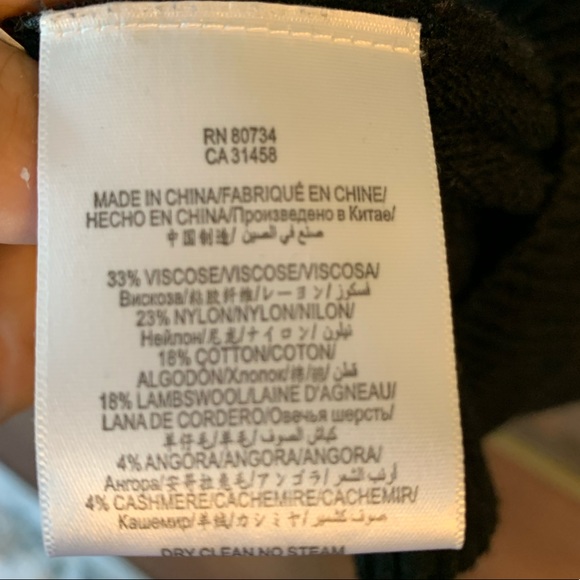 RN 80734
CA 31458
MADE IN CHINA/FABRIQUÉ EN CHINE/
HECHO EN CHINA/Произведено в Китае/
中国制造/ صنع في الصين/
33% VISCOSE/VISCOSE/VISCOSA/
Вискоза/粘胶纤维/レーヨン/ فسكوز/
23% NYLON/NYLON/NILON/
Нейлон/尼龙/ナイロン/ نيلون/
18% COTTON/COTON/
ALGODÓN/Хлопок/棉/綿/ قطن/
18% LAMBSWOOL/LAINE D'AGNEAU/
LANA DE CORDERO/Овечья шерсть/
羊仔毛/羊毛/ كباش الصوف/
4% ANGORA/ANGORA/ANGORA/
Ангора/安哥拉兎毛/アンゴラ/ أرنب الشعر/
4% CASHMERE/CACHEMIRE/CACHEMIR/
Кашемир/羊绒/カシミヤ/ صوف كشمير/
DRY CLEAN NO STEAM